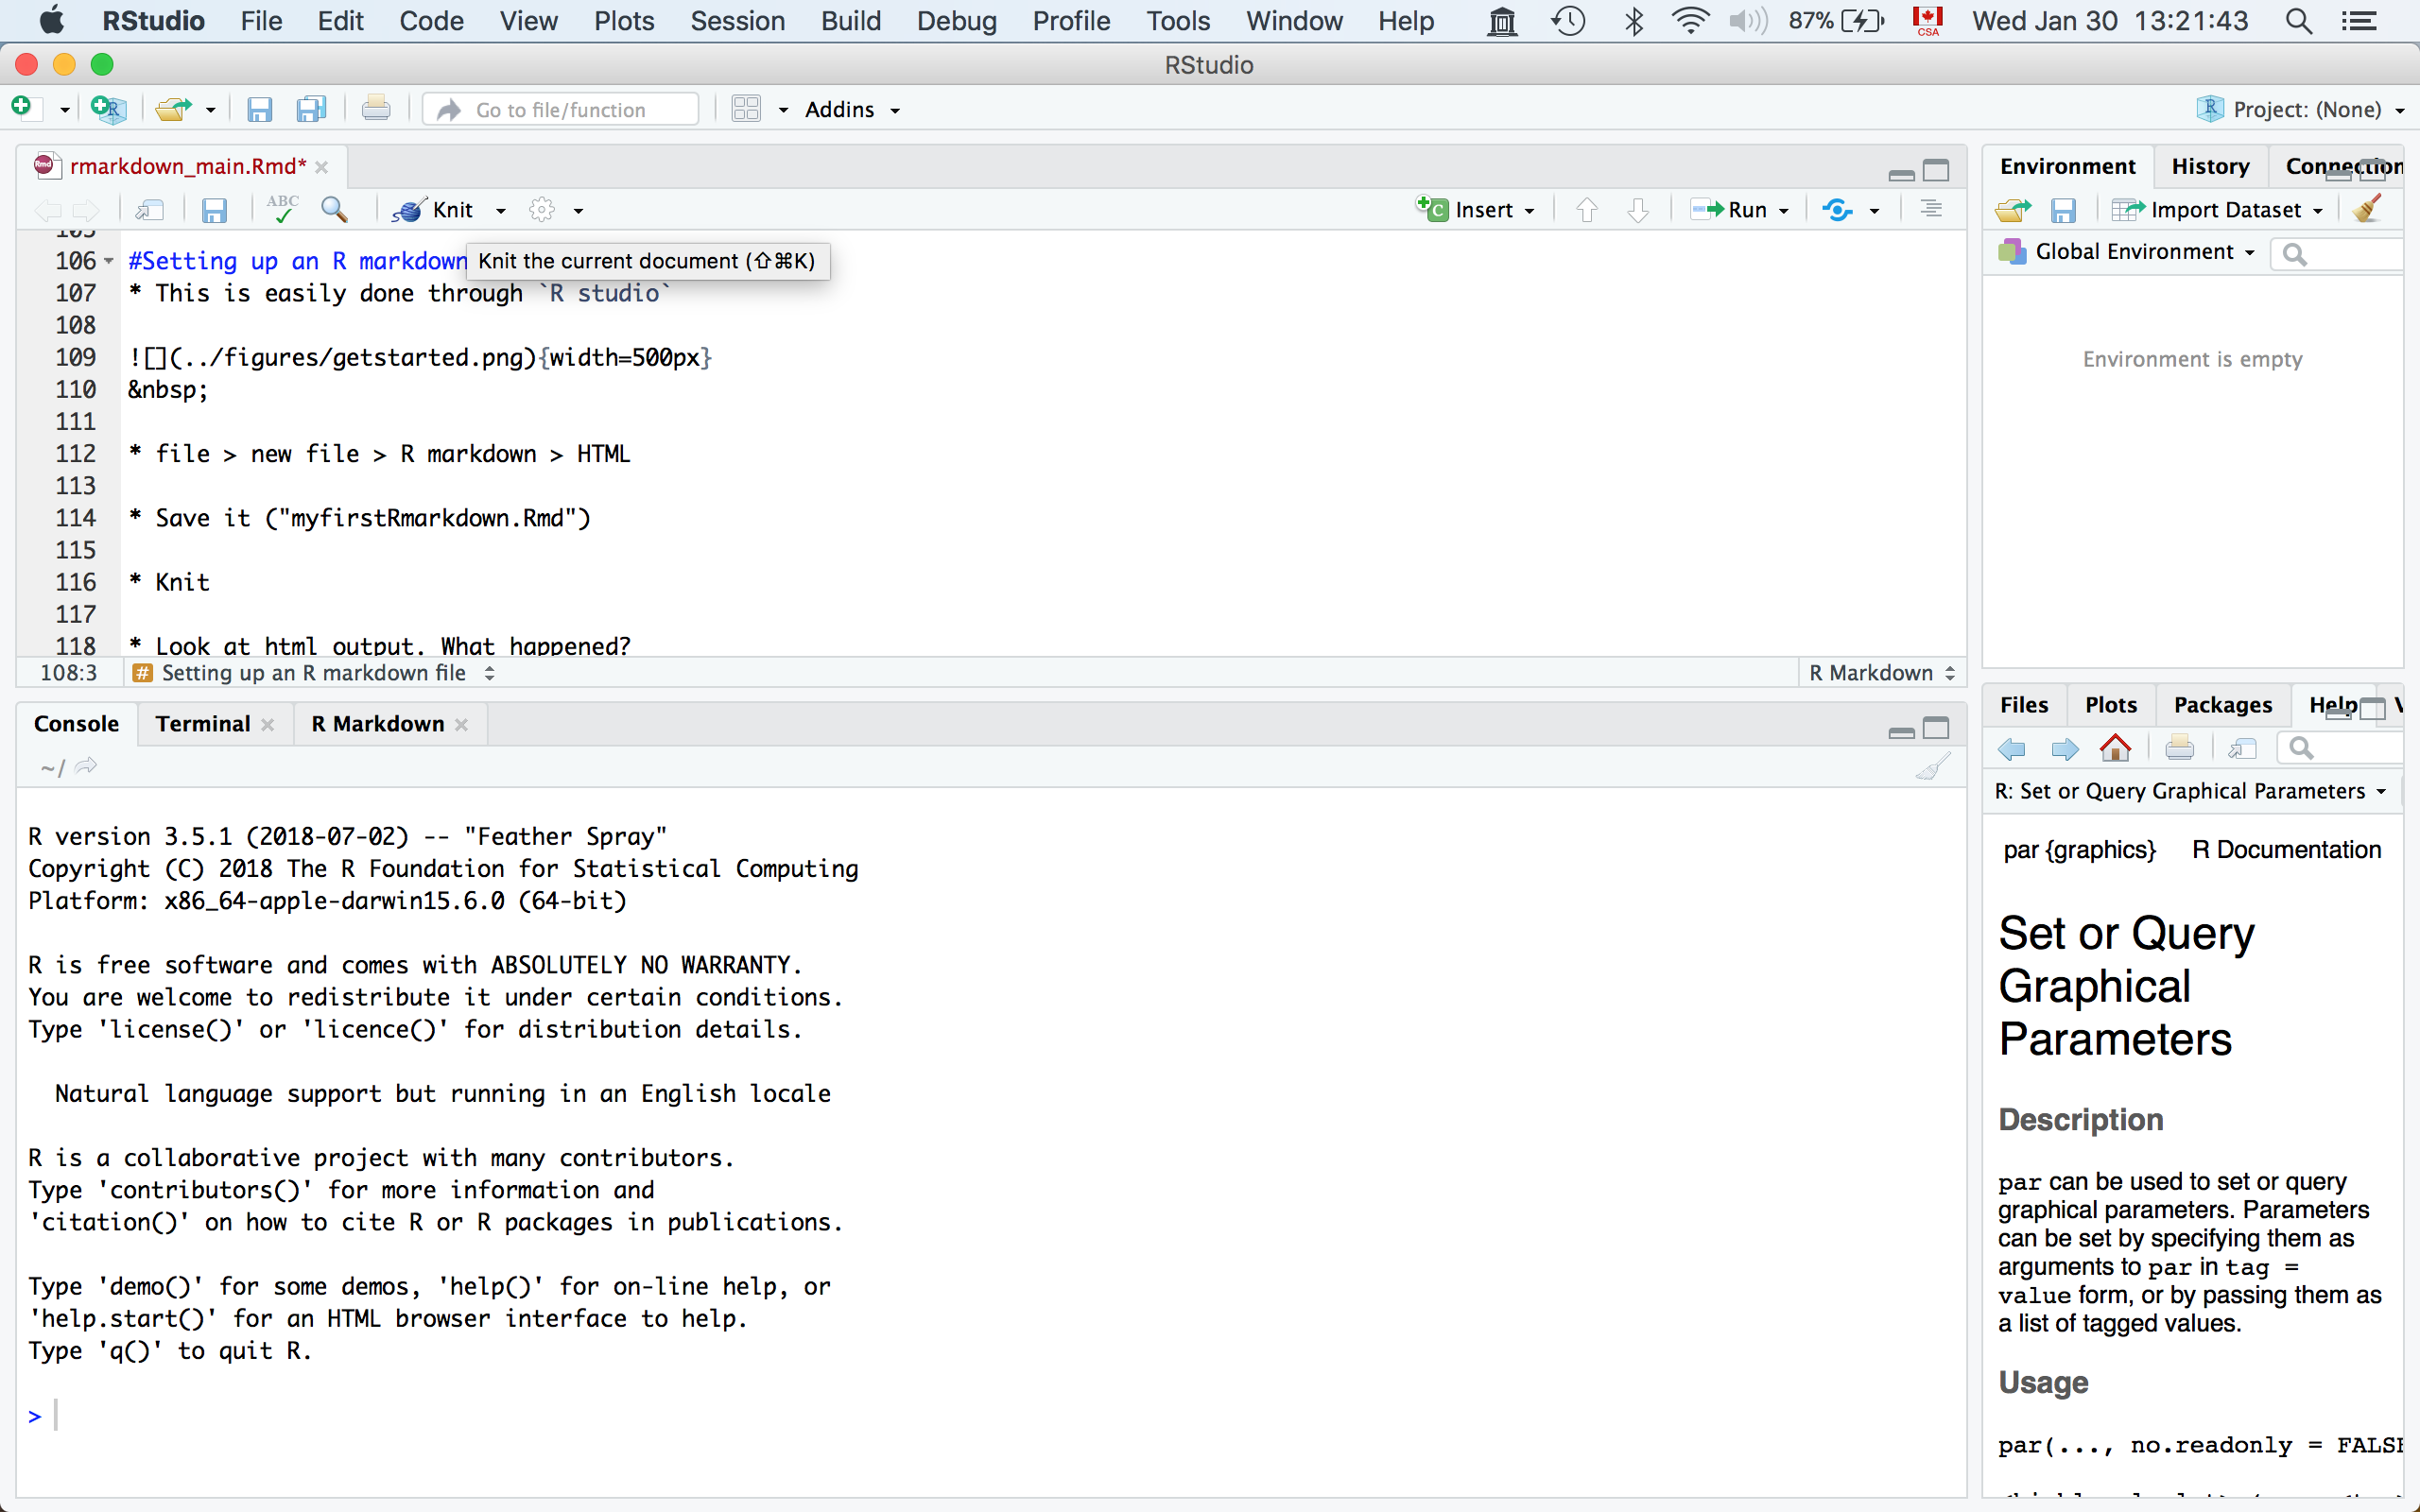 RStudio File Edit Code View Plots Session Build Debug Profile Tools Window Help 87% CSA Wed Jan 30 13:21:43
RStudio
Go to file/function Addins Project: (None)
rmarkdown_main.Rmd*
ABC Knit Insert Run
Knit the current document (⇧⌘K)
105
106 #Setting up an R markdown
107 * This is easily done through `R studio`
108
109 ![](../figures/getstarted.png){width=500px}
110 &nbsp;
111
112 * file > new file > R markdown > HTML
113
114 * Save it ("myfirstRmarkdown.Rmd")
115
116 * Knit
117
118 * Look at html output. What happened?
108:3 # Setting up an R markdown file R Markdown
Console Terminal R Markdown
~/
R version 3.5.1 (2018-07-02) -- "Feather Spray"
Copyright (C) 2018 The R Foundation for Statistical Computing
Platform: x86_64-apple-darwin15.6.0 (64-bit)
R is free software and comes with ABSOLUTELY NO WARRANTY.
You are welcome to redistribute it under certain conditions.
Type 'license()' or 'licence()' for distribution details.
Natural language support but running in an English locale
R is a collaborative project with many contributors.
Type 'contributors()' for more information and
'citation()' on how to cite R or R packages in publications.
Type 'demo()' for some demos, 'help()' for on-line help, or
'help.start()' for an HTML browser interface to help.
Type 'q()' to quit R.
>
Environment History Connection
Import Dataset
Global Environment
Environment is empty
Files Plots Packages Help
R: Set or Query Graphical Parameters
par {graphics} R Documentation
Set or Query
Graphical
Parameters
Description
par can be used to set or query
graphical parameters. Parameters
can be set by specifying them as
arguments to par in tag =
value form, or by passing them as
a list of tagged values.
Usage
par(..., no.readonly = FALSE